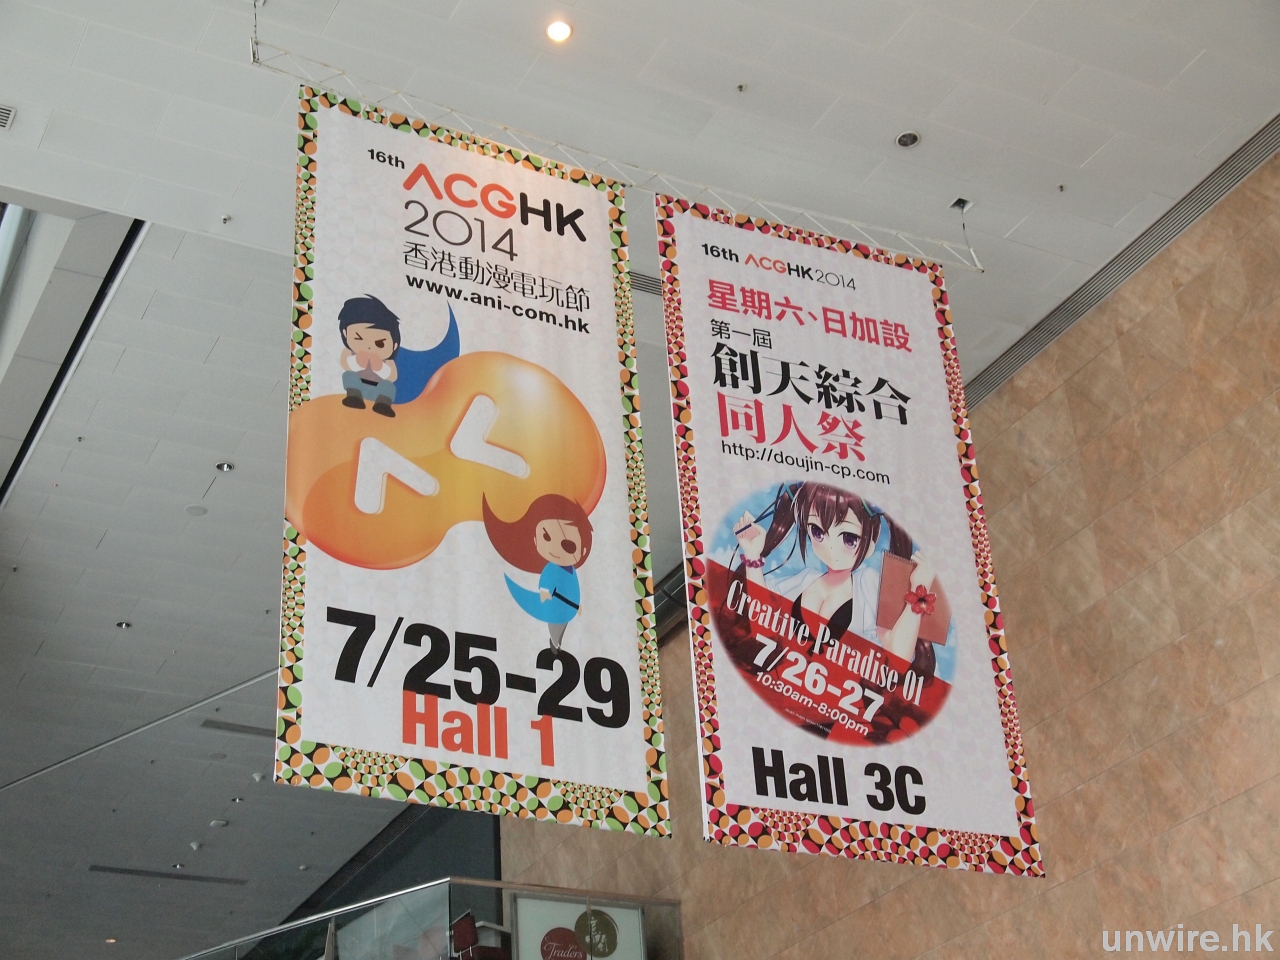 16th ACGHK
2014
香港動漫電玩節
www.ani-com.hk
7/25-29
Hall 1
16th ACGHK2014
星期六、日加設
第一屆
創天綜合
同人祭
http://doujin-cp.com
Creative Paradise 01
7/26-27
10:30am-8:00pm
Hall 3C
Traders
unwire.hk